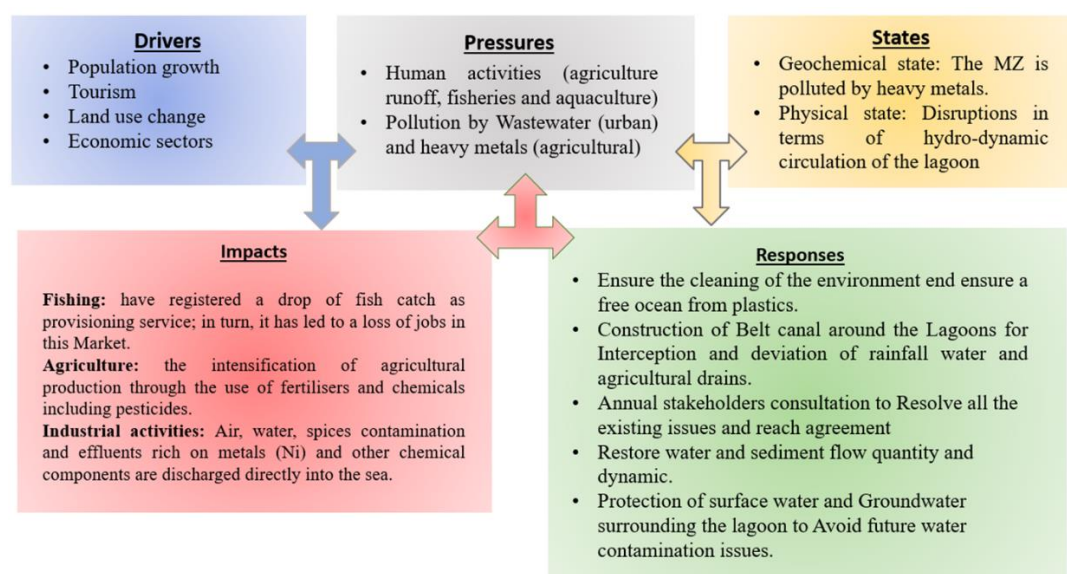 Drivers
• Population growth
• Tourism
• Land use change
• Economic sectors
Pressures
• Human activities (agriculture
runoff, fisheries and aquaculture)
• Pollution by Wastewater (urban)
and heavy metals (agricultural)
States
• Geochemical state: The MZ is
polluted by heavy metals.
• Physical state: Disruptions in
terms of hydro-dynamic
circulation of the lagoon
Impacts
Fishing: have registered a drop of fish catch as
provisioning service; in turn, it has led to a loss of jobs in
this Market.
Agriculture: the intensification of agricultural
production through the use of fertilisers and chemicals
including pesticides.
Industrial activities: Air, water, spices contamination
and effluents rich on metals (Ni) and other chemical
components are discharged directly into the sea.
Responses
• Ensure the cleaning of the environment end ensure a
free ocean from plastics.
• Construction of Belt canal around the Lagoons for
Interception and deviation of rainfall water and
agricultural drains.
• Annual stakeholders consultation to Resolve all the
existing issues and reach agreement
• Restore water and sediment flow quantity and
dynamic.
• Protection of surface water and Groundwater
surrounding the lagoon to Avoid future water
contamination issues.